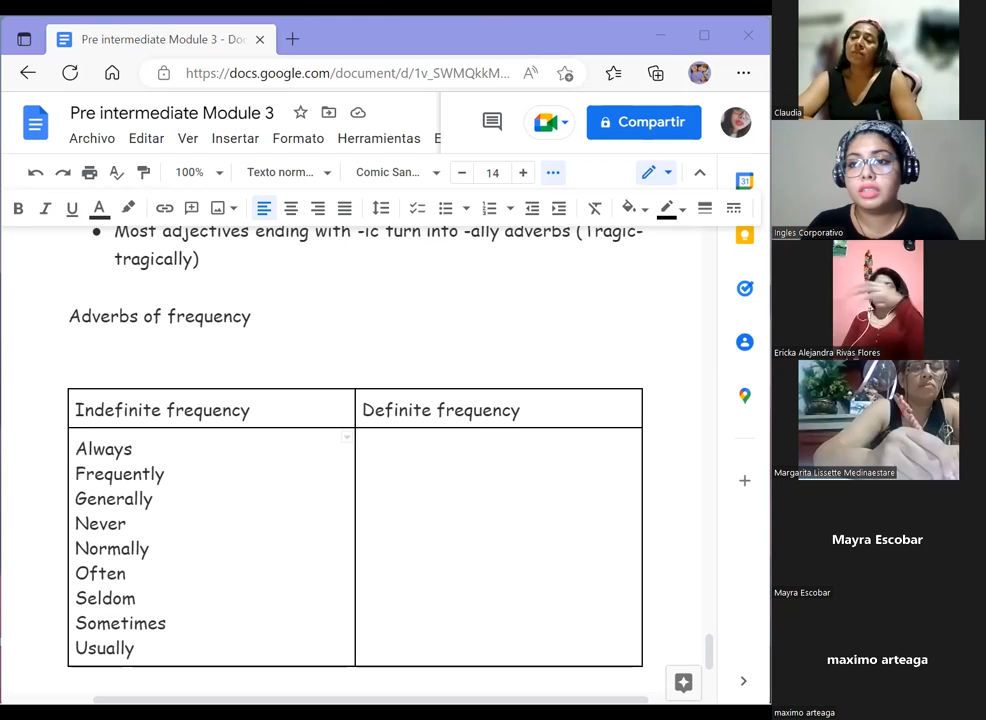 Pre intermediate Module 3 - Doc
https://docs.google.com/document/d/1v_SWMQkkM...
Pre intermediate Module 3
Archivo Editar Ver Insertar Formato Herramientas E
Compartir
100% Texto norm... Comic San... 14
Most adjectives ending with -ic turn into -ally adverbs (Tragic-
tragically)
Adverbs of frequency
Indefinite frequency Definite frequency
Always
Frequently
Generally
Never
Normally
Often
Seldom
Sometimes
Usually
Claudia
Ingles Corporativo
Ericka Alejandra Rivas Flores
Margarita Lissette Medinaestare
Mayra Escobar
Mayra Escobar
maximo arteaga
maximo arteaga